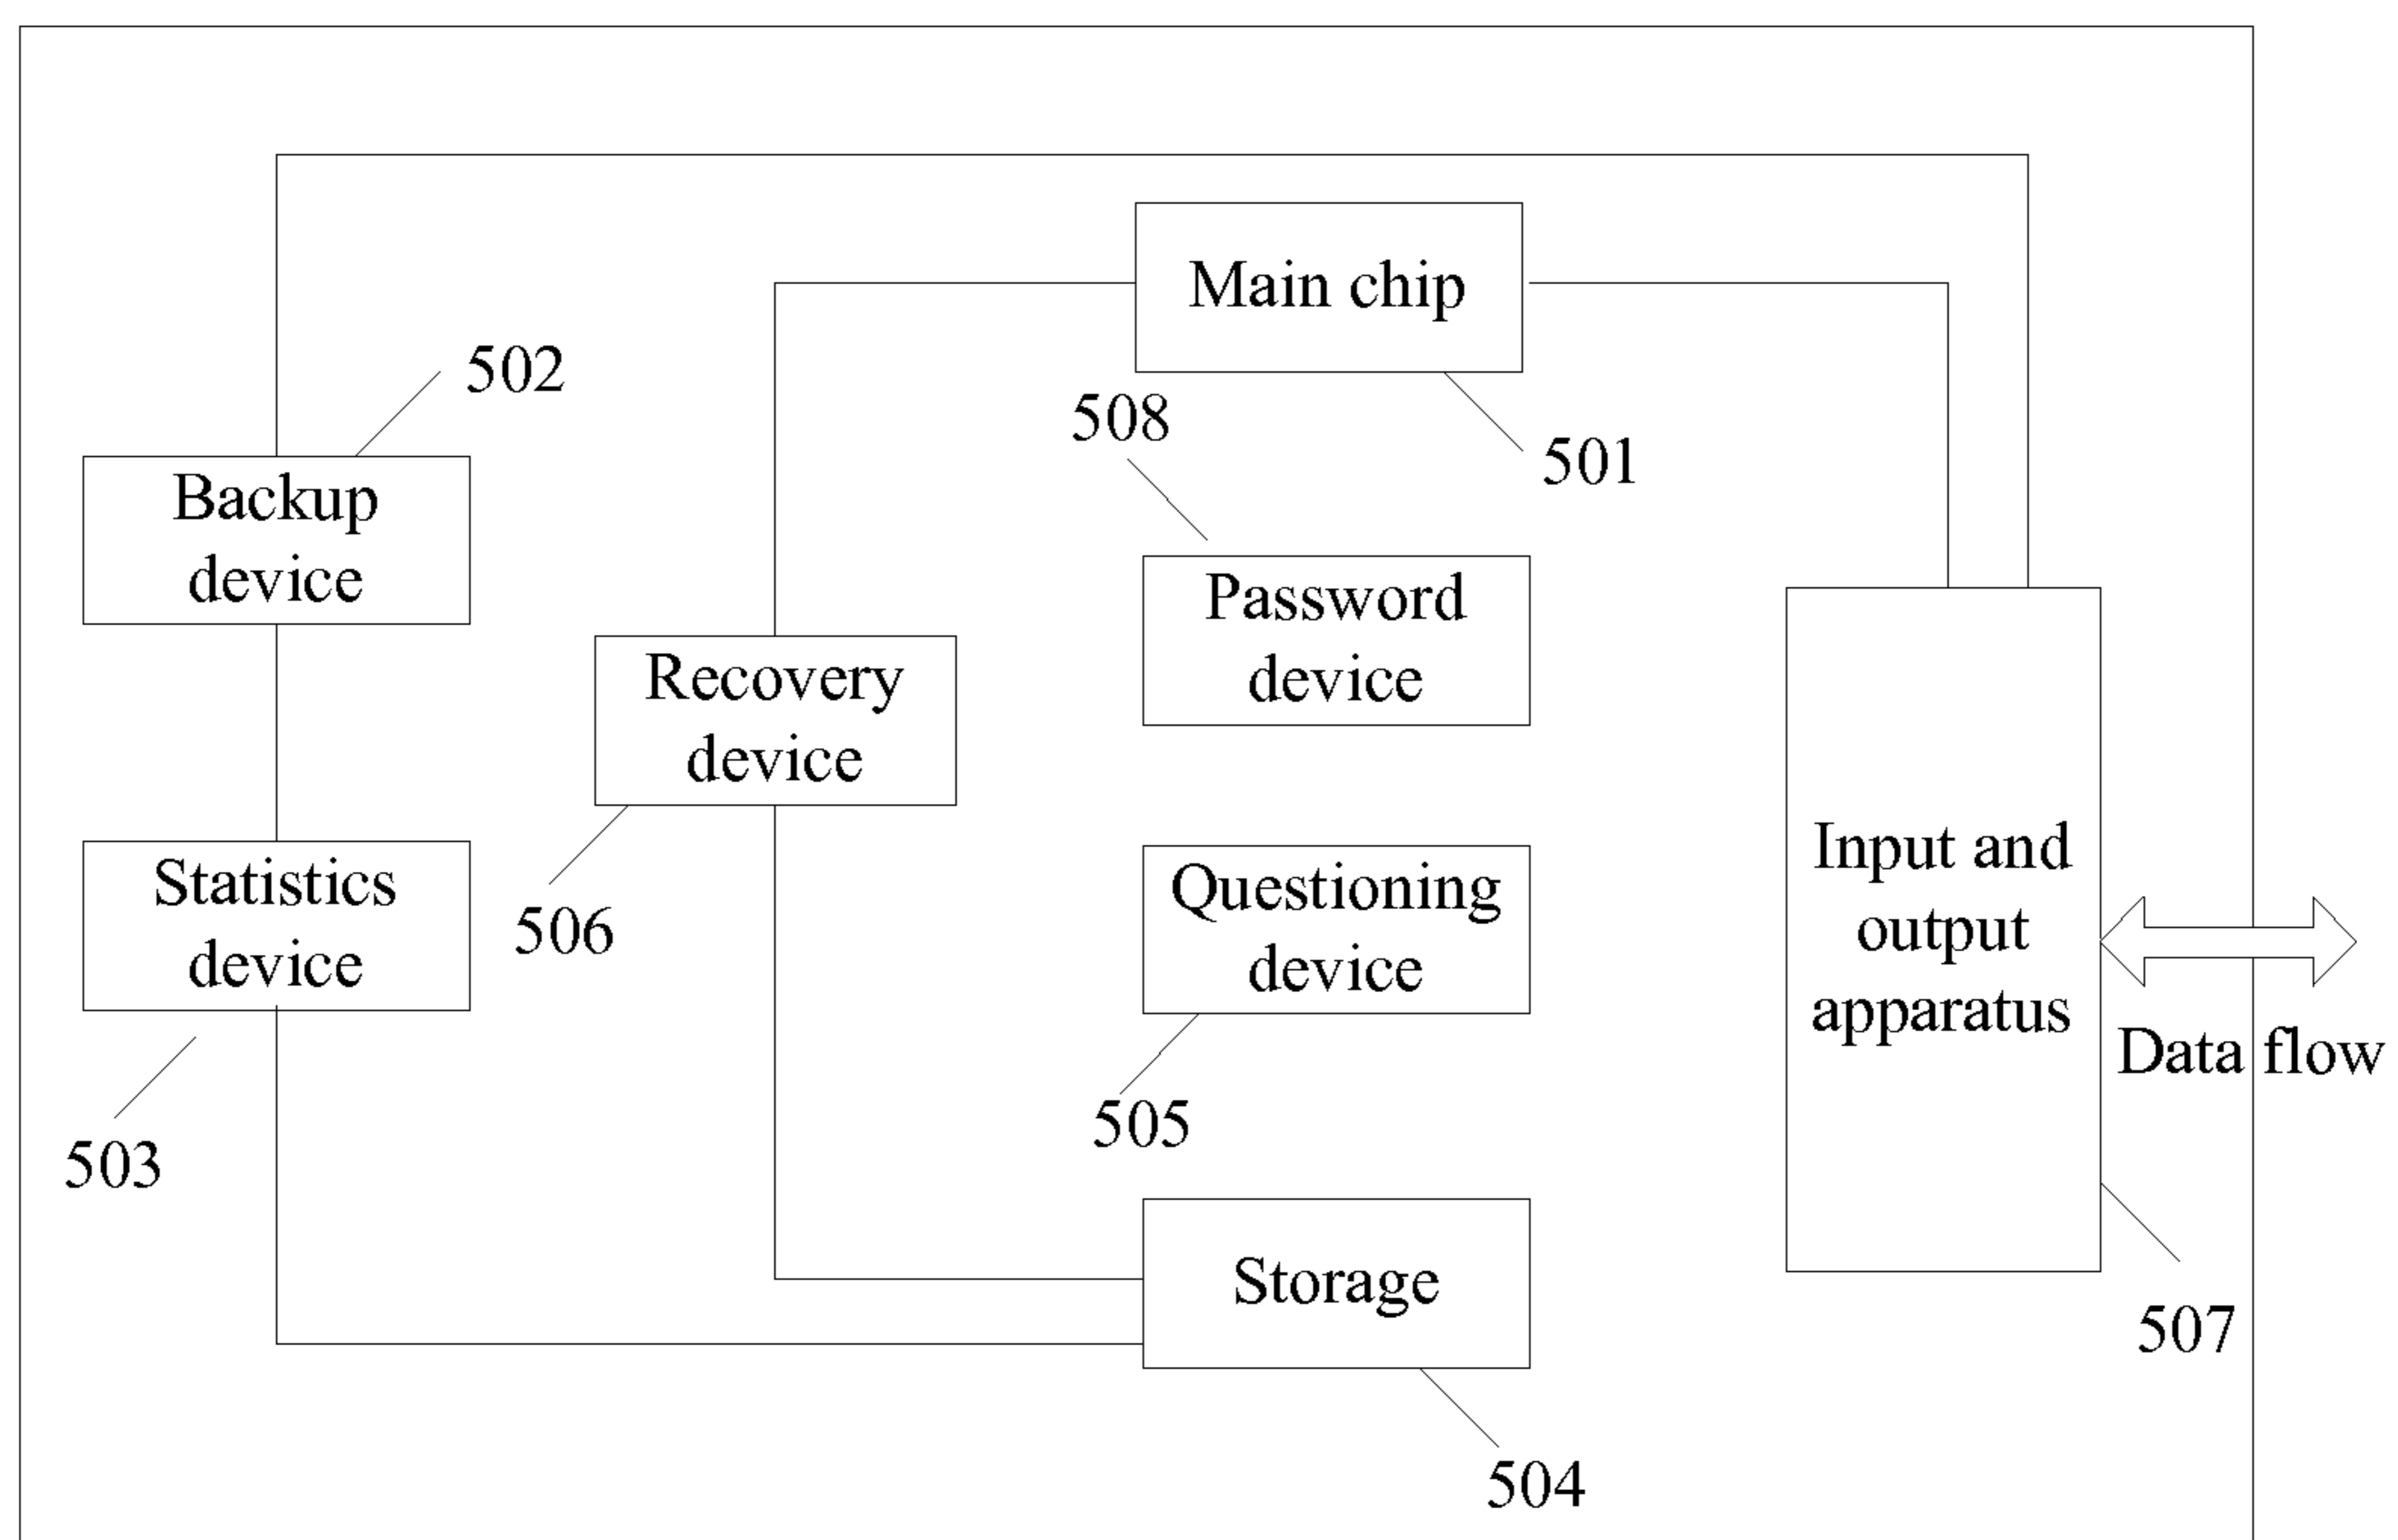 Main chip
502
508
501
Backup
device
Password
device
Recovery
device
Input and
output
apparatus
Statistics
device
506
Questioning
device
Data flow
505
503
Storage
507
504